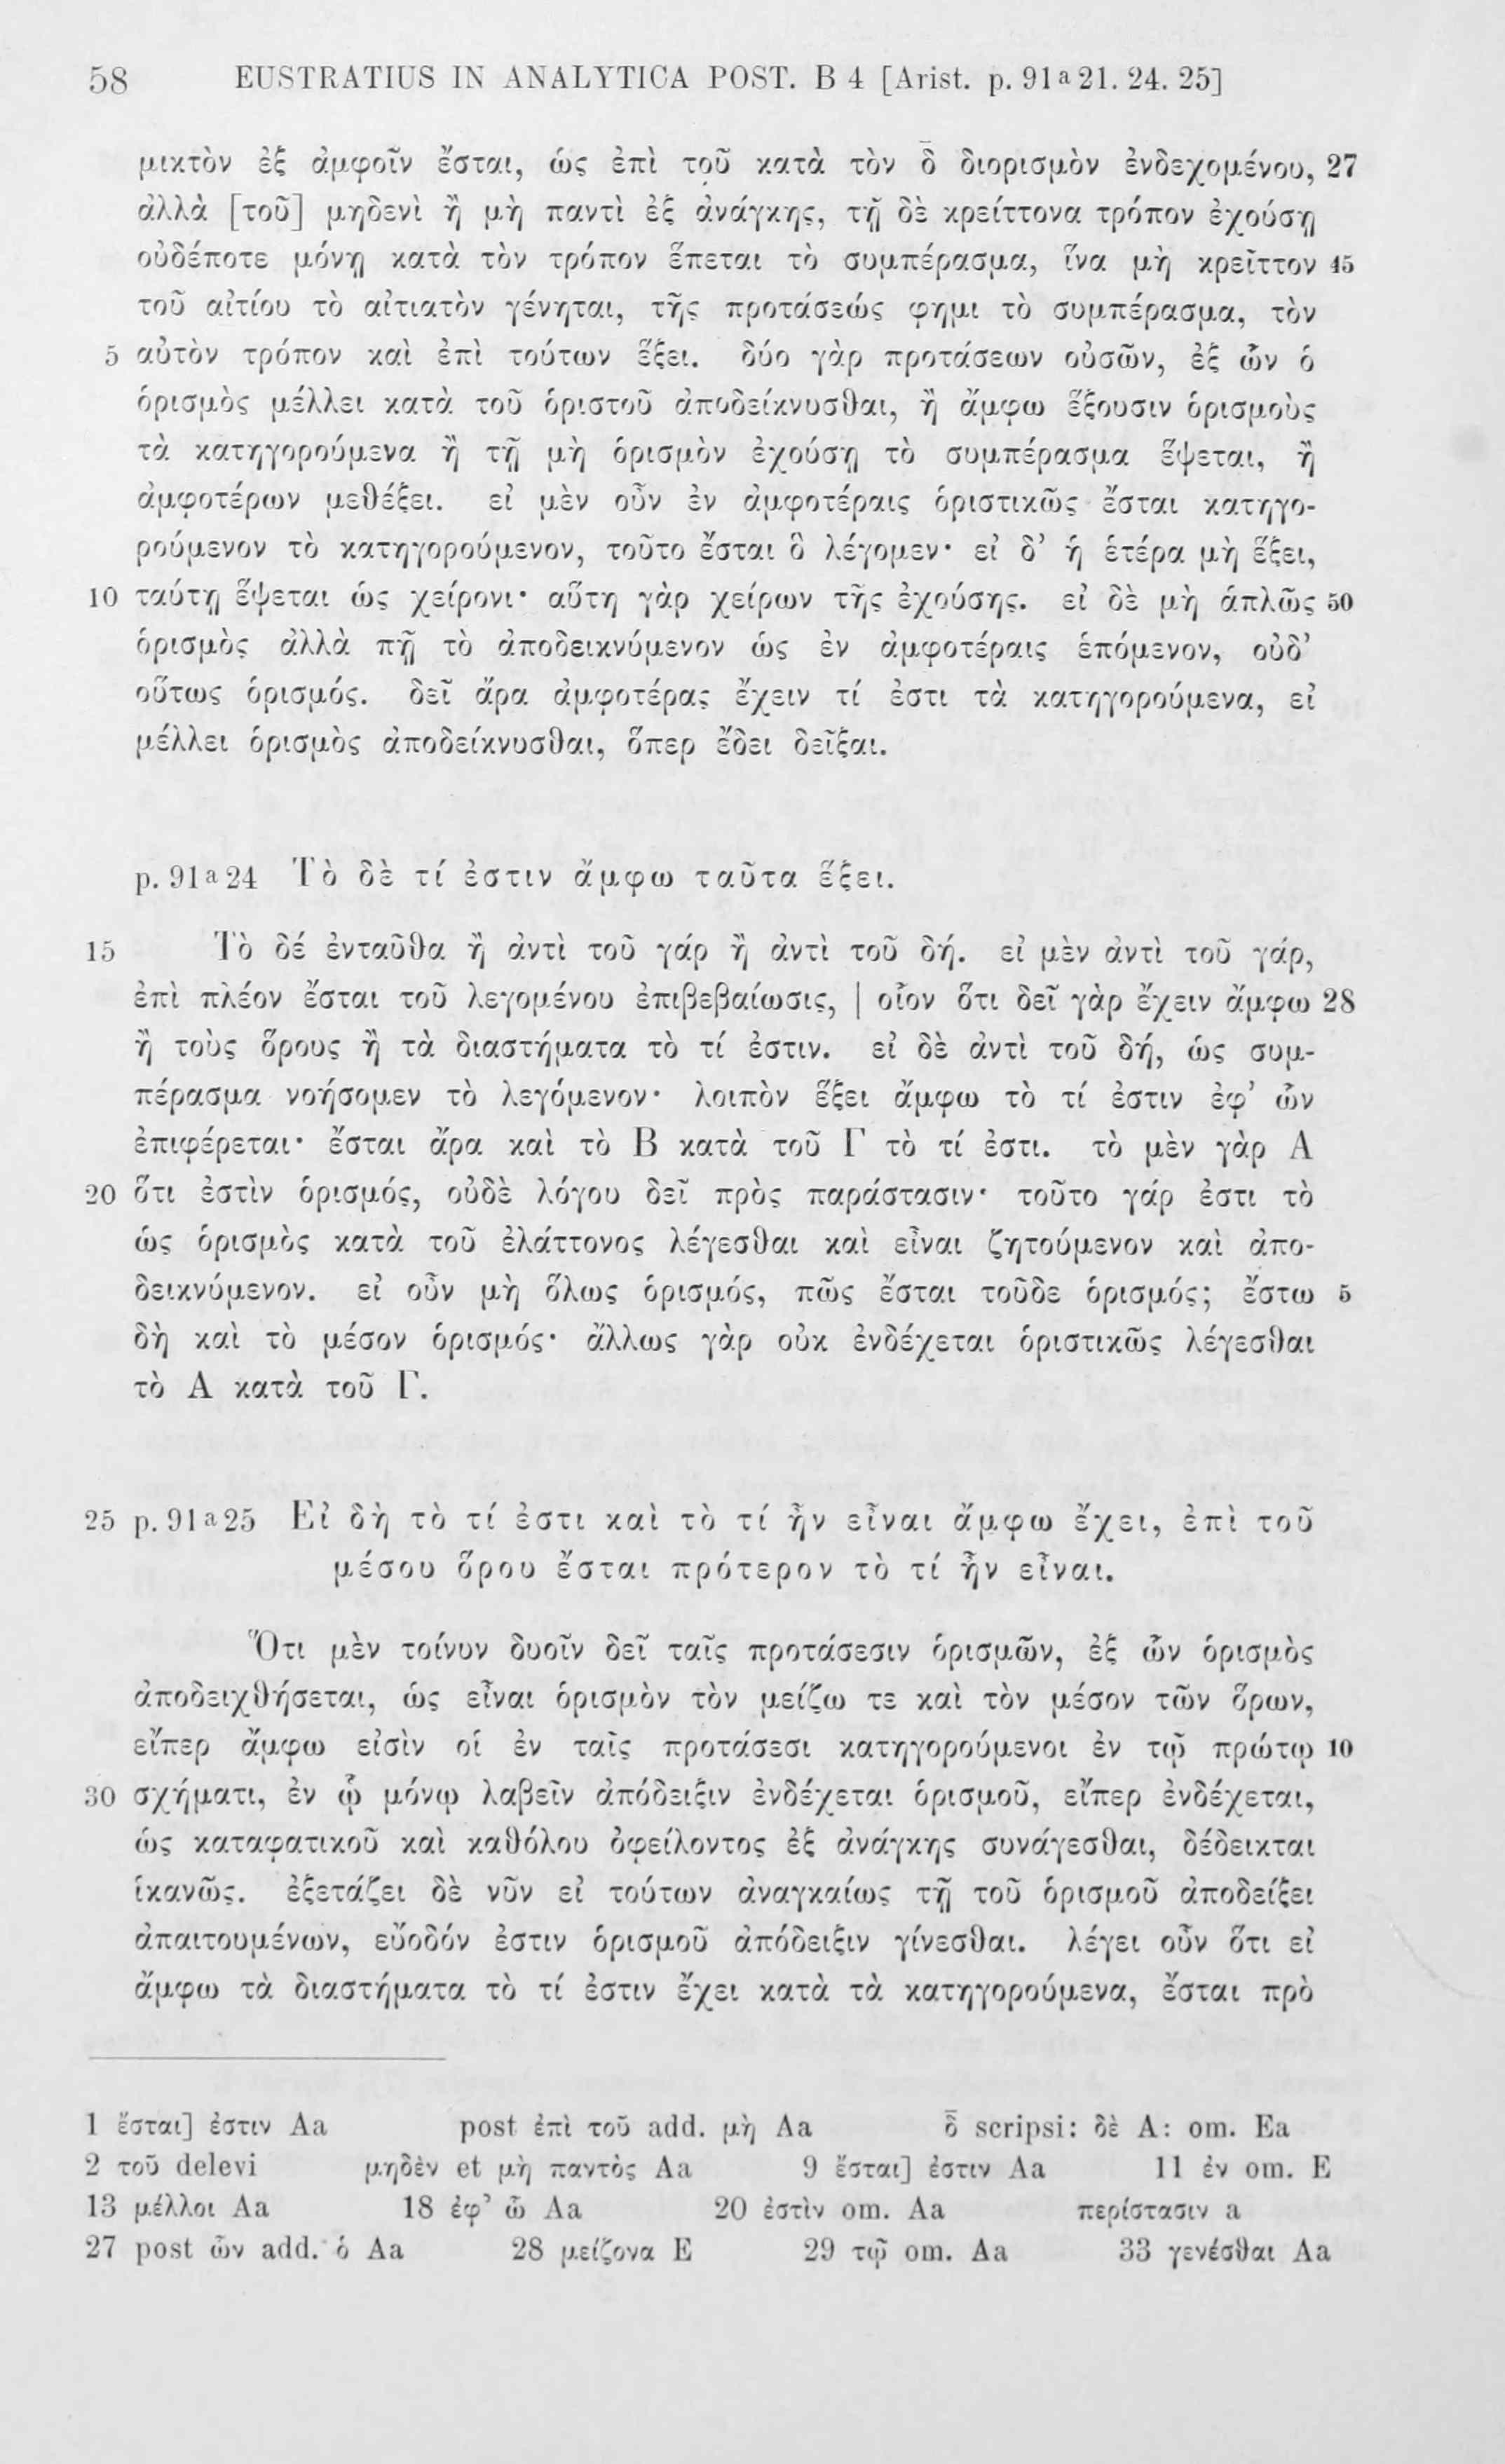 58 EUSTRATIUS IN ANALYTICA POST. B 4 [Arist. p. 91 a 21. 24. 25]
μικτὸν ἐξ ἀμφοῖν ἔσται, ὡς ἐπὶ τοῦ κατὰ τὸν δ̄ διορισμὸν ἐνδεχομένου, 27
ἀλλὰ [τοῦ] μηδενὶ ἢ μὴ παντὶ ἐξ ἀνάγκης, τῇ δὲ κρείττονα τρόπον ἐχούσῃ
οὐδέποτε μόνῃ κατὰ τὸν τρόπον ἕπεται τὸ συμπέρασμα, ἵνα μὴ κρεῖττον 45
τοῦ αἰτίου τὸ αἰτιατὸν γένηται, τῆς προτάσεώς φημι τὸ συμπέρασμα, τὸν
5 αὐτὸν τρόπον καὶ ἐπὶ τούτων ἕξει. δύο γὰρ προτάσεων οὐσῶν, ἐξ ὧν ὁ
ὁρισμὸς μέλλει κατὰ τοῦ ὁριστοῦ ἀποδείκνυσθαι, ἢ ἄμφω ἕξουσιν ὁρισμοὺς
τὰ κατηγορούμενα ἢ τῇ μὴ ὁρισμὸν ἐχούσῃ τὸ συμπέρασμα ἕψεται, ἢ
ἀμφοτέρων μεθέξει. εἰ μὲν οὖν ἐν ἀμφοτέραις ὁριστικῶς ἔσται κατηγο-
ρούμενον τὸ κατηγορούμενον, τοῦτο ἔσται ὃ λέγομεν· εἰ δ’ ἡ ἑτέρα μὴ ἕξει,
10 ταύτῃ ἕψεται ὡς χείρονι· αὕτη γὰρ χείρων τῆς ἐχούσης. εἰ δὲ μὴ ἁπλῶς 50
ὁρισμὸς ἀλλὰ πῇ τὸ ἀποδεικνύμενον ὡς ἐν ἀμφοτέραις ἑπόμενον, οὐδ’
οὕτως ὁρισμός. δεῖ ἄρα ἀμφοτέρας ἔχειν τί ἐστι τὰ κατηγορούμενα, εἰ
μέλλει ὁρισμὸς ἀποδείκνυσθαι, ὅπερ ἔδει δεῖξαι.
p. 91 a 24 Τὸ δὲ τί ἐστιν ἄμφω ταῦτα ἕξει.
15 Τὸ δέ ἐνταῦθα ἢ ἀντὶ τοῦ γάρ ἢ ἀντὶ τοῦ δή. εἰ μὲν ἀντὶ τοῦ γάρ,
ἐπὶ πλέον ἔσται τοῦ λεγομένου ἐπιβεβαίωσις, | οἷον ὅτι δεῖ γὰρ ἔχειν ἄμφω 28
ἢ τοὺς ὅρους ἢ τὰ διαστήματα τὸ τί ἐστιν. εἰ δὲ ἀντὶ τοῦ δή, ὡς συμ-
πέρασμα νοήσομεν τὸ λεγόμενον· λοιπὸν ἕξει ἄμφω τὸ τί ἐστιν ἐφ’ ὧν
ἐπιφέρεται· ἔσται ἄρα καὶ τὸ Β κατὰ τοῦ Γ τὸ τί ἐστι. τὸ μὲν γὰρ Α
20 ὅτι ἐστὶν ὁρισμός, οὐδὲ λόγου δεῖ πρὸς παράστασιν· τοῦτο γάρ ἐστι τὸ
ὡς ὁρισμὸς κατὰ τοῦ ἐλάττονος λέγεσθαι καὶ εἶναι ζητούμενον καὶ ἀπο-
δεικνύμενον. εἰ οὖν μὴ ὅλως ὁρισμός, πῶς ἔσται τοῦδε ὁρισμός; ἔστω 5
δὴ καὶ τὸ μέσον ὁρισμός· ἄλλως γὰρ οὐκ ἐνδέχεται ὁριστικῶς λέγεσθαι
τὸ Α κατὰ τοῦ Γ.
25 p. 91 a 25 Εἰ δὴ τὸ τί ἐστι καὶ τὸ τί ἦν εἶναι ἄμφω ἔχει, ἐπὶ τοῦ
μέσου ὅρου ἔσται πρότερον τὸ τί ἦν εἶναι.
Ὅτι μὲν τοίνυν δυοῖν δεῖ ταῖς προτάσεσιν ὁρισμῶν, ἐξ ὧν ὁρισμὸς
ἀποδειχθήσεται, ὡς εἶναι ὁρισμὸν τὸν μείζω τε καὶ τὸν μέσον τῶν ὅρων,
εἴπερ ἄμφω εἰσὶν οἱ ἐν ταῖς προτάσεσι κατηγορούμενοι ἐν τῷ πρώτῳ 10
30 σχήματι, ἐν ᾧ μόνῳ λαβεῖν ἀπόδειξιν ἐνδέχεται ὁρισμοῦ, εἴπερ ἐνδέχεται,
ὡς καταφατικοῦ καὶ καθόλου ὀφείλοντος ἐξ ἀνάγκης συνάγεσθαι, δέδεικται
ἱκανῶς. ἐξετάζει δὲ νῦν εἰ τούτων ἀναγκαίως τῇ τοῦ ὁρισμοῦ ἀποδείξει
ἀπαιτουμένων, εὔοδόν ἐστιν ὁρισμοῦ ἀπόδειξιν γίνεσθαι. λέγει οὖν ὅτι εἰ
ἄμφω τὰ διαστήματα τὸ τί ἐστιν ἔχει κατὰ τὰ κατηγορούμενα, ἔσται πρὸ
1 ἔσται] ἐστιν Aa post ἐπὶ τοῦ add. μὴ Aa δ̄ scripsi: δὲ A: om. Ea
2 τοῦ delevi μηδὲν et μὴ παντὸς Aa 9 ἔσται] ἐστιν Aa 11 ἐν om. E
13 μέλλοι Aa 18 ἐφ’ ᾧ Aa 20 ἐστὶν om. Aa περίστασιν a
27 post ὧν add. ὁ Aa 28 μείζονα E 29 τῷ om. Aa 33 γενέσθαι Aa